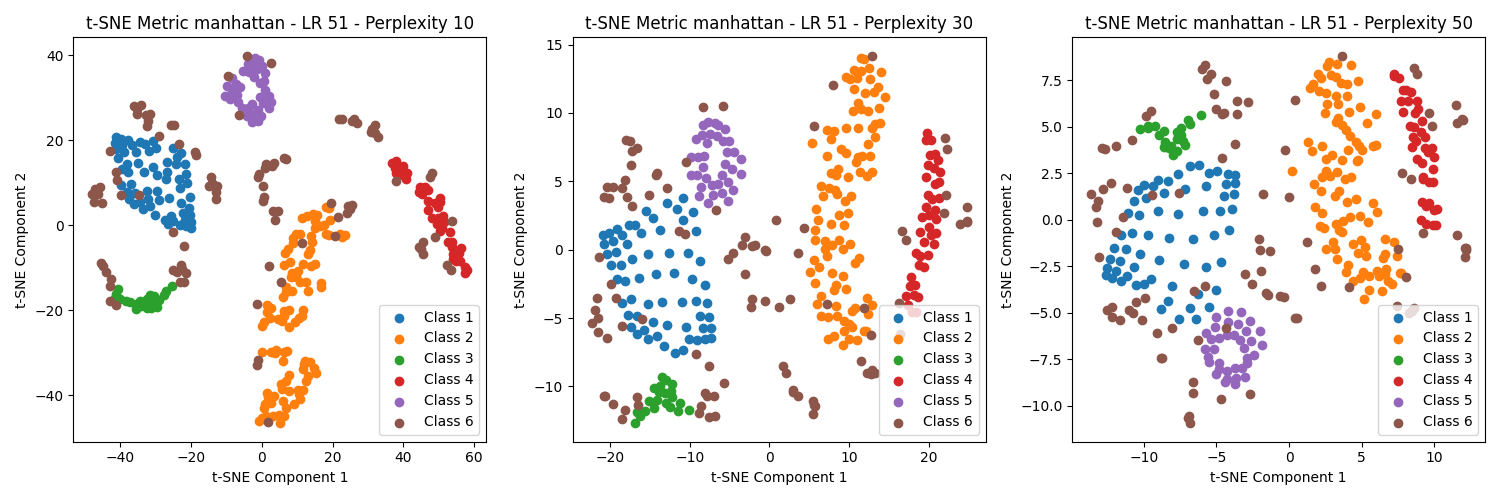 t-SNE Metric manhattan - LR 51 - Perplexity 10
40
20
0
−20
−40
t-SNE Component 2
−40 −20 0 20 40 60
t-SNE Component 1
Class 1
Class 2
Class 3
Class 4
Class 5
Class 6
t-SNE Metric manhattan - LR 51 - Perplexity 30
15
10
5
0
−5
−10
t-SNE Component 2
−20 −10 0 10 20
t-SNE Component 1
Class 1
Class 2
Class 3
Class 4
Class 5
Class 6
t-SNE Metric manhattan - LR 51 - Perplexity 50
7.5
5.0
2.5
0.0
−2.5
−5.0
−7.5
−10.0
t-SNE Component 2
−10 −5 0 5 10
t-SNE Component 1
Class 1
Class 2
Class 3
Class 4
Class 5
Class 6